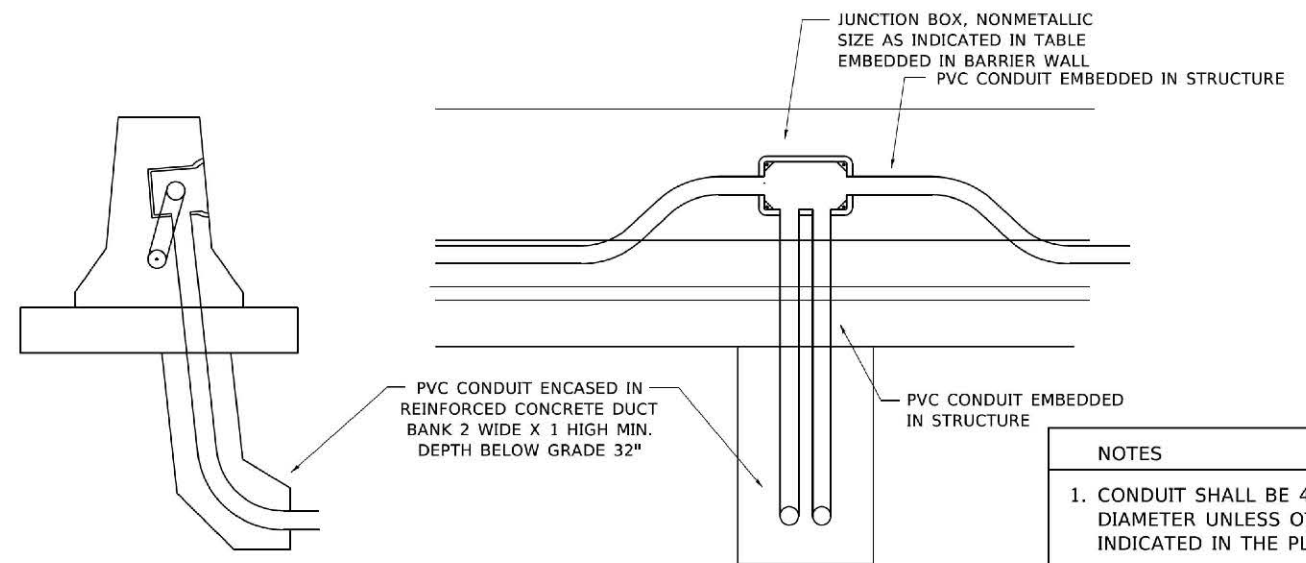 JUNCTION BOX, NONMETALLIC
SIZE AS INDICATED IN TABLE
EMBEDDED IN BARRIER WALL
PVC CONDUIT EMBEDDED IN STRUCTURE
PVC CONDUIT ENCASED IN
REINFORCED CONCRETE DUCT
BANK 2 WIDE X 1 HIGH MIN.
DEPTH BELOW GRADE 32"
PVC CONDUIT EMBEDDED
IN STRUCTURE
NOTES
1. CONDUIT SHALL BE 4
DIAMETER UNLESS
INDICATED IN THE